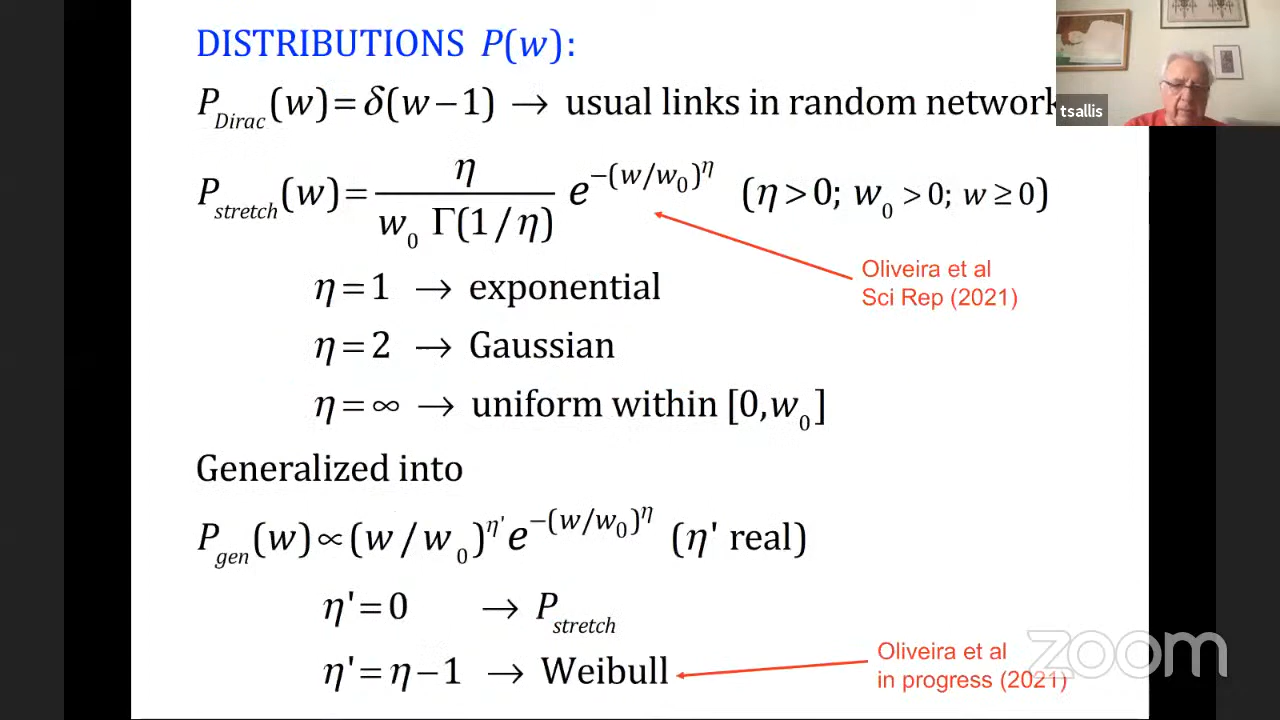 DISTRIBUTIONS P(w):
P_Dirac (w) = δ(w−1) → usual links in random network
tsallis
P_stretch (w) = η / (w_0 Γ(1/η)) e^{−(w/w_0)^η} (η > 0; w_0 > 0; w ≥ 0)
Oliveira et al
Sci Rep (2021)
η = 1 → exponential
η = 2 → Gaussian
η = ∞ → uniform within [0, w_0]
Generalized into
P_gen (w) ∝ (w / w_0)^{η'} e^{−(w/w_0)^η} (η' real)
η' = 0 → P_stretch
η' = η − 1 → Weibull
Oliveira et al
in progress (2021)
zoom